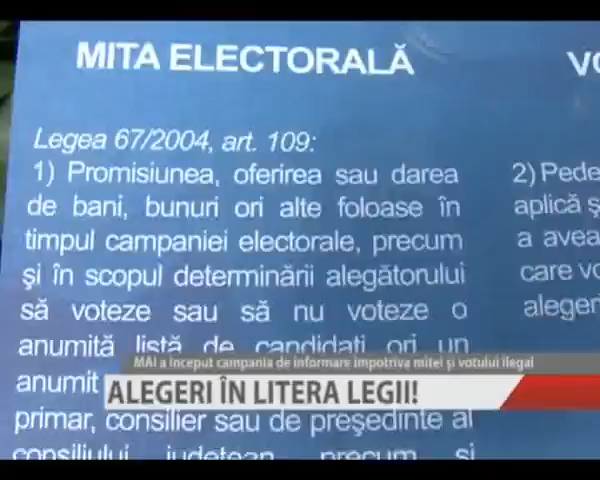 MITA ELECTORALĂ
Legea 67/2004, art. 109:
1) Promisiunea, oferirea sau darea
de bani, bunuri ori alte foloase în
timpul campaniei electorale, precum
şi în scopul determinării alegătorului
să voteze sau să nu voteze o
anumită listă de candidaţi ori un
anumit
primar, consilier sau de preşedinte al
consiliului judeţean, precum şi
2) Pede
aplică ş
a avea
care vo
alegeri
MAI a început campania de informare împotriva mitei şi votului ilegal
ALEGERI ÎN LITERA LEGII!